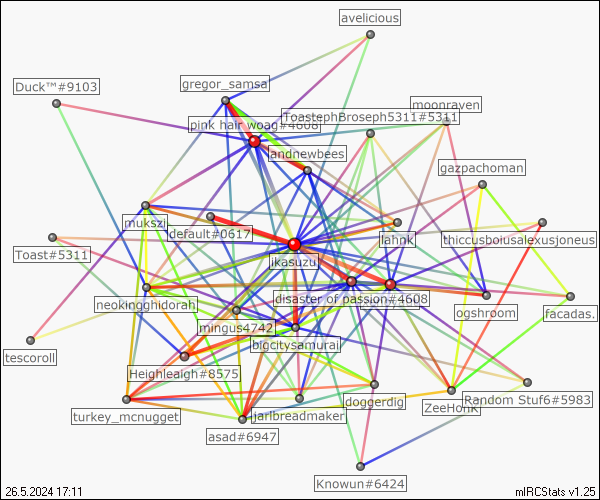 avelicious
Duck™#9103
gregor_samsa
moonraven
ToastephBroseph5311#5311
pink hair woag#4608
landnewbees
gazpachoman
mukszi
default#0617
lahnk
thiccusboiusalexusjoneus
Toast#5311
jikasuzu
neokingghidorah
disaster of passion#4608
ogshroom
facadas.
mingus4742
bigcitysamurai
tescoroll
Heighleaigh#8575
Random Stuf6#5983
doggerdig
ZeeHonk
turkey_mcnugget
jarlbreadmaker
asad#6947
Knowun#6424
26.5.2024 17:11
mIRCStats v1.25